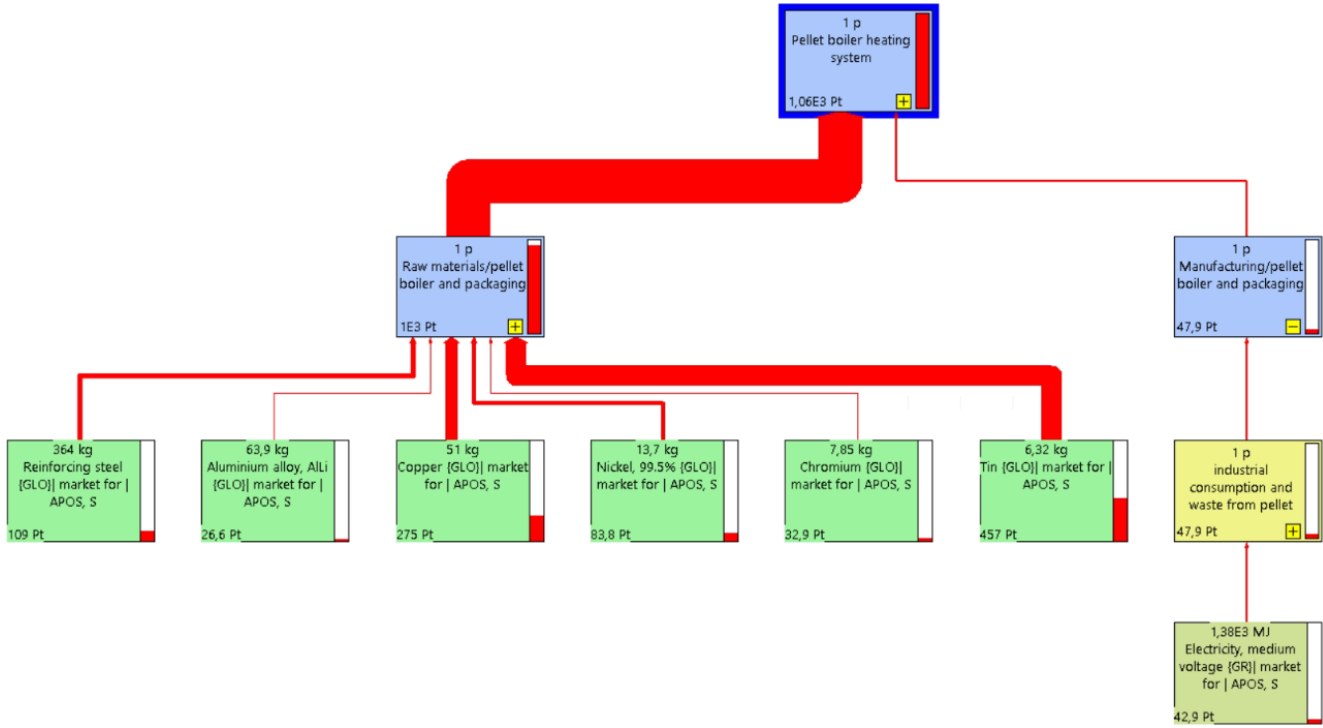 1 p
Pellet boiler heating
system
1,06E3 Pt
+
1 p
Raw materials/pellet
boiler and packaging
1E3 Pt
+
1 p
Manufacturing/pellet
boiler and packaging
47,9 Pt
−
364 kg
Reinforcing steel
{GLO}| market for |
APOS, S
109 Pt
63,9 kg
Aluminium alloy, AlLi
{GLO}| market for |
APOS, S
26,6 Pt
51 kg
Copper {GLO}| market
for | APOS, S
275 Pt
13,7 kg
Nickel, 99.5% {GLO}|
market for | APOS, S
83,8 Pt
7,85 kg
Chromium {GLO}|
market for | APOS, S
32,9 Pt
6,32 kg
Tin {GLO}| market for |
APOS, S
457 Pt
1 p
industrial
consumption and
waste from pellet
47,9 Pt
+
1,38E3 MJ
Electricity, medium
voltage {GR}| market
for | APOS, S
42,9 Pt